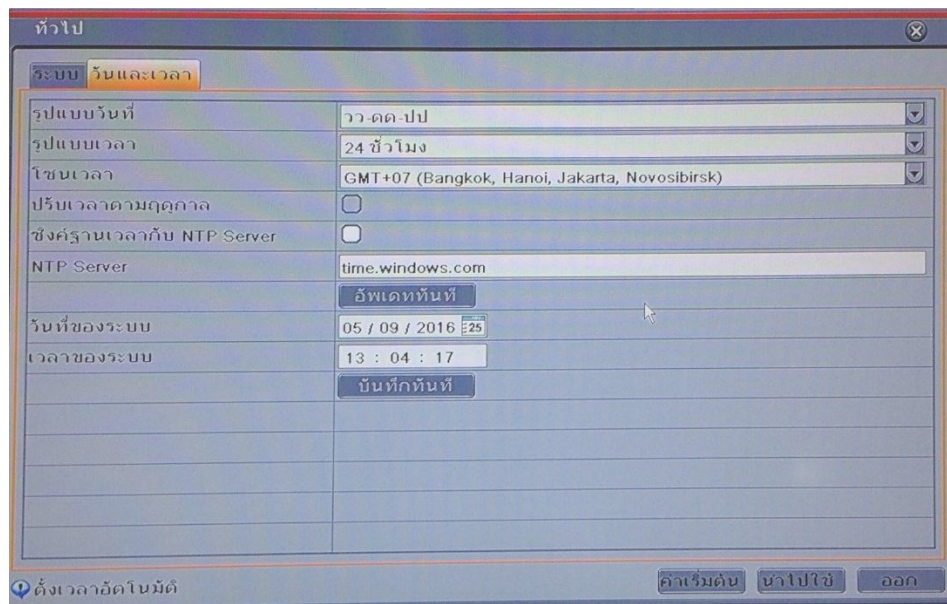 ทั่วไป
ระบบ วันและเวลา
รูปแบบวันที่ วว-ดด-ปป
รูปแบบเวลา 24 ชั่วโมง
โซนเวลา GMT+07 (Bangkok, Hanoi, Jakarta, Novosibirsk)
ปรับเวลาตามฤดูกาล
ซิงค์ฐานเวลากับ NTP Server
NTP Server time.windows.com
อัพเดททันที
วันที่ของระบบ 05 / 09 / 2016 25
เวลาของระบบ 13 : 04 : 17
บันทึกทันที
ตั้งเวลาอัตโนมัติ ค่าเริ่มต้น นำไปใช้ ออก